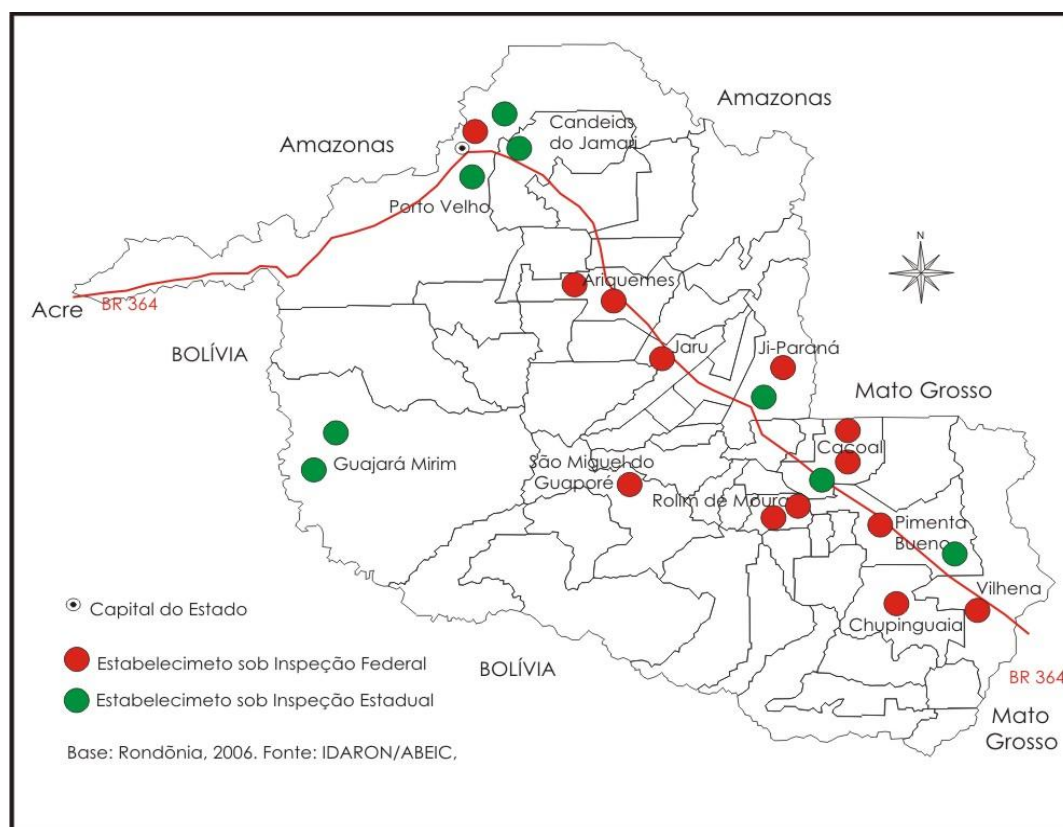 Amazonas
Amazonas
Candeias
do Jamari
Porto Velho
N
Ariquemes
Acre
BR 364
BOLÍVIA
Jaru
Ji-Paraná
Mato Grosso
Cacoal
Guajará Mirim
São Miguel do
Guaporé
Rolim de Moura
Pimenta
Bueno
Vilhena
Chupinguaia
Capital do Estado
Estabelecimeto sob Inspeção Federal
BOLÍVIA
BR 364
Estabelecimeto sob Inspeção Estadual
Mato
Grosso
Base: Rondônia, 2006. Fonte: IDARON/ABEIC,